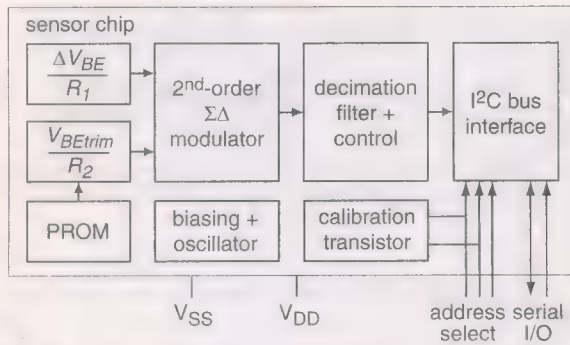 sensor chip
ΔV_BE
R_1
2nd-order
ΣΔ
modulator
decimation
filter +
control
I²C bus
interface
V_BEtrim
R_2
PROM
biasing +
oscillator
calibration
transistor
V_SS
V_DD
address
select
serial
I/O